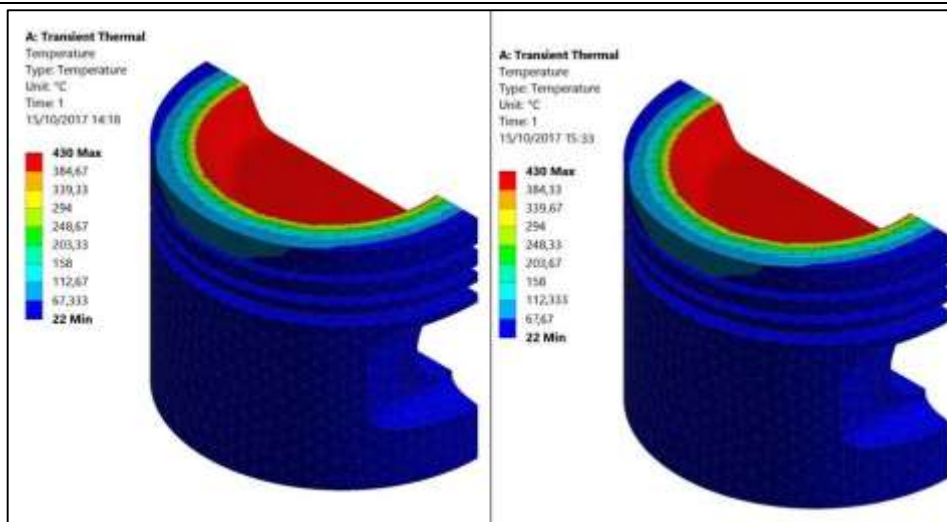 A: Transient Thermal
Temperature
Type: Temperature
Unit: °C
Time: 1
15/10/2017 14:18
430 Max
384,67
339,33
294
248,67
203,33
158
112,67
67,333
22 Min
A: Transient Thermal
Temperature
Type: Temperature
Unit: °C
Time: 1
15/10/2017 15:33
430 Max
384,33
339,67
294
248,33
203,67
158
112,333
67,67
22 Min